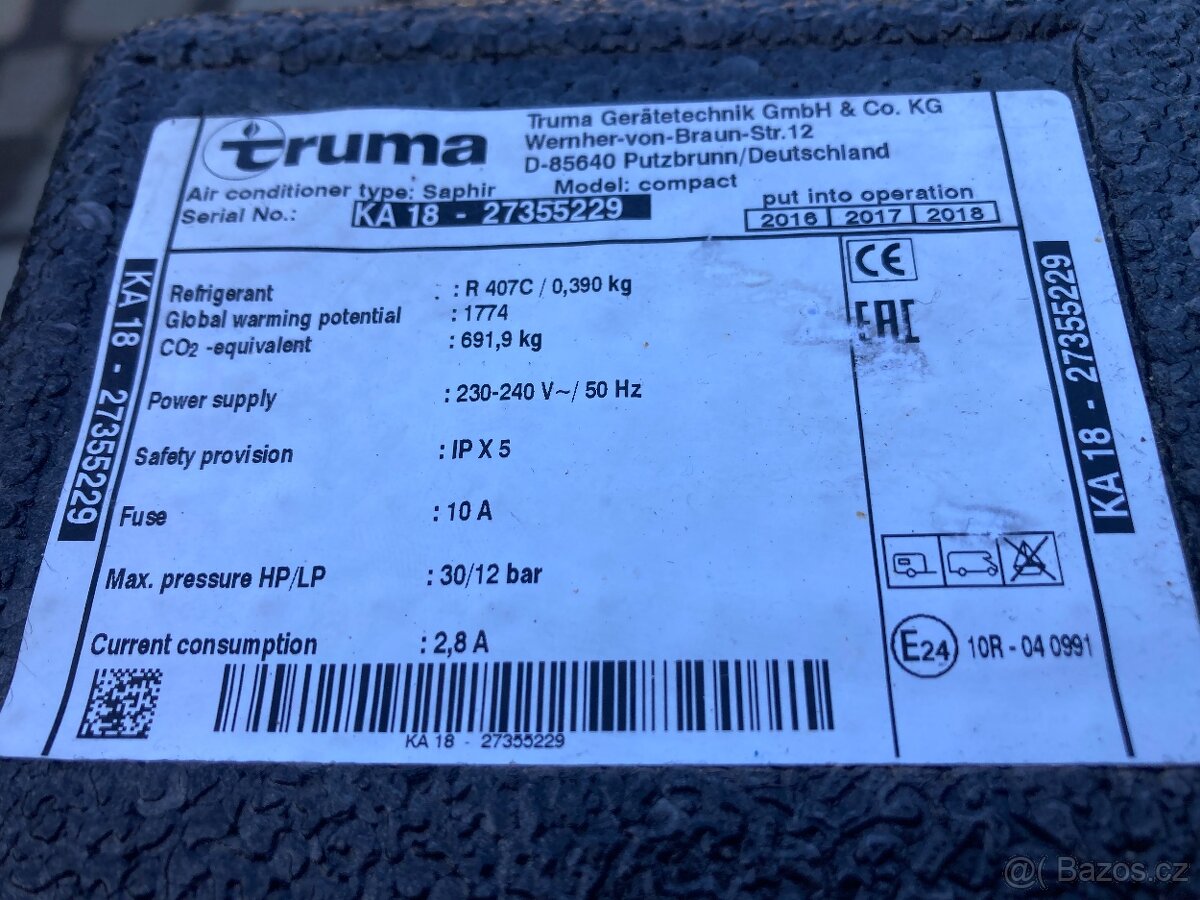 truma
Truma Gerätetechnik GmbH & Co. KG
Wernher-von-Braun-Str.12
D-85640 Putzbrunn/Deutschland
Air conditioner type: Saphir Model: compact
Serial No.: KA 18 - 27355229
put into operation
2016 2017 2018
Refrigerant : R 407C / 0,390 kg
Global warming potential : 1774
CO2 -equivalent : 691,9 kg
Power supply : 230-240 V~/ 50 Hz
Safety provision : IP X 5
Fuse : 10 A
Max. pressure HP/LP : 30/12 bar
Current consumption : 2,8 A
KA 18 - 27355229
CE
EAC
E24 10R - 04 0991
KA 18 - 27355229
KA 18 - 27355229
@( Bazos.cz